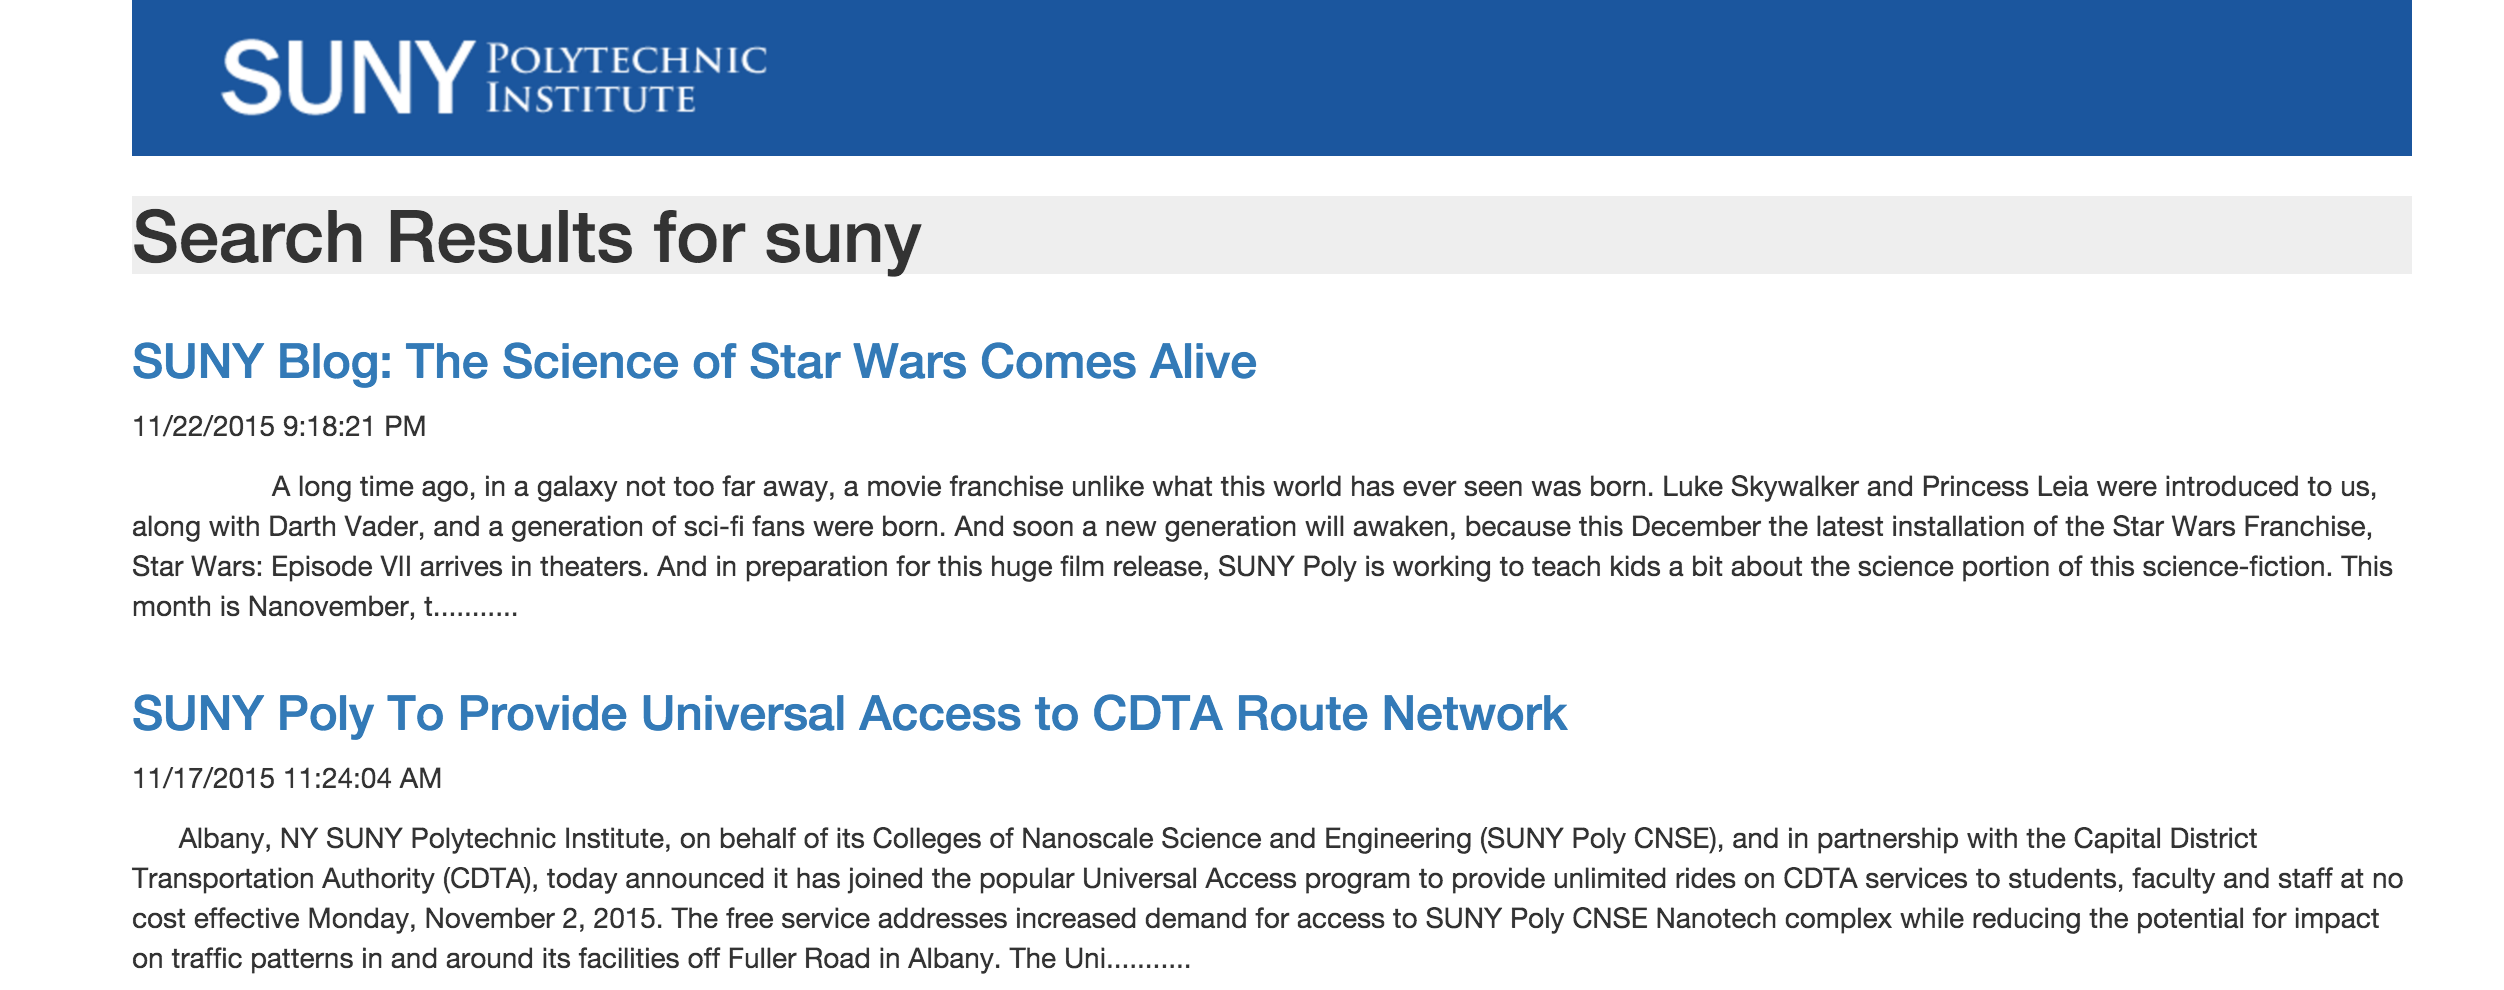 SUNY POLYTECHNIC
INSTITUTE
Search Results for suny
SUNY Blog: The Science of Star Wars Comes Alive
11/22/2015 9:18:21 PM
A long time ago, in a galaxy not too far away, a movie franchise unlike what this world has ever seen was born. Luke Skywalker and Princess Leia were introduced to us,
along with Darth Vader, and a generation of sci-fi fans were born. And soon a new generation will awaken, because this December the latest installation of the Star Wars Franchise,
Star Wars: Episode VII arrives in theaters. And in preparation for this huge film release, SUNY Poly is working to teach kids a bit about the science portion of this science-fiction. This
month is Nanovember, t...........
SUNY Poly To Provide Universal Access to CDTA Route Network
11/17/2015 11:24:04 AM
Albany, NY SUNY Polytechnic Institute, on behalf of its Colleges of Nanoscale Science and Engineering (SUNY Poly CNSE), and in partnership with the Capital District
Transportation Authority (CDTA), today announced it has joined the popular Universal Access program to provide unlimited rides on CDTA services to students, faculty and staff at no
cost effective Monday, November 2, 2015. The free service addresses increased demand for access to SUNY Poly CNSE Nanotech complex while reducing the potential for impact
on traffic patterns in and around its facilities off Fuller Road in Albany. The Uni...........